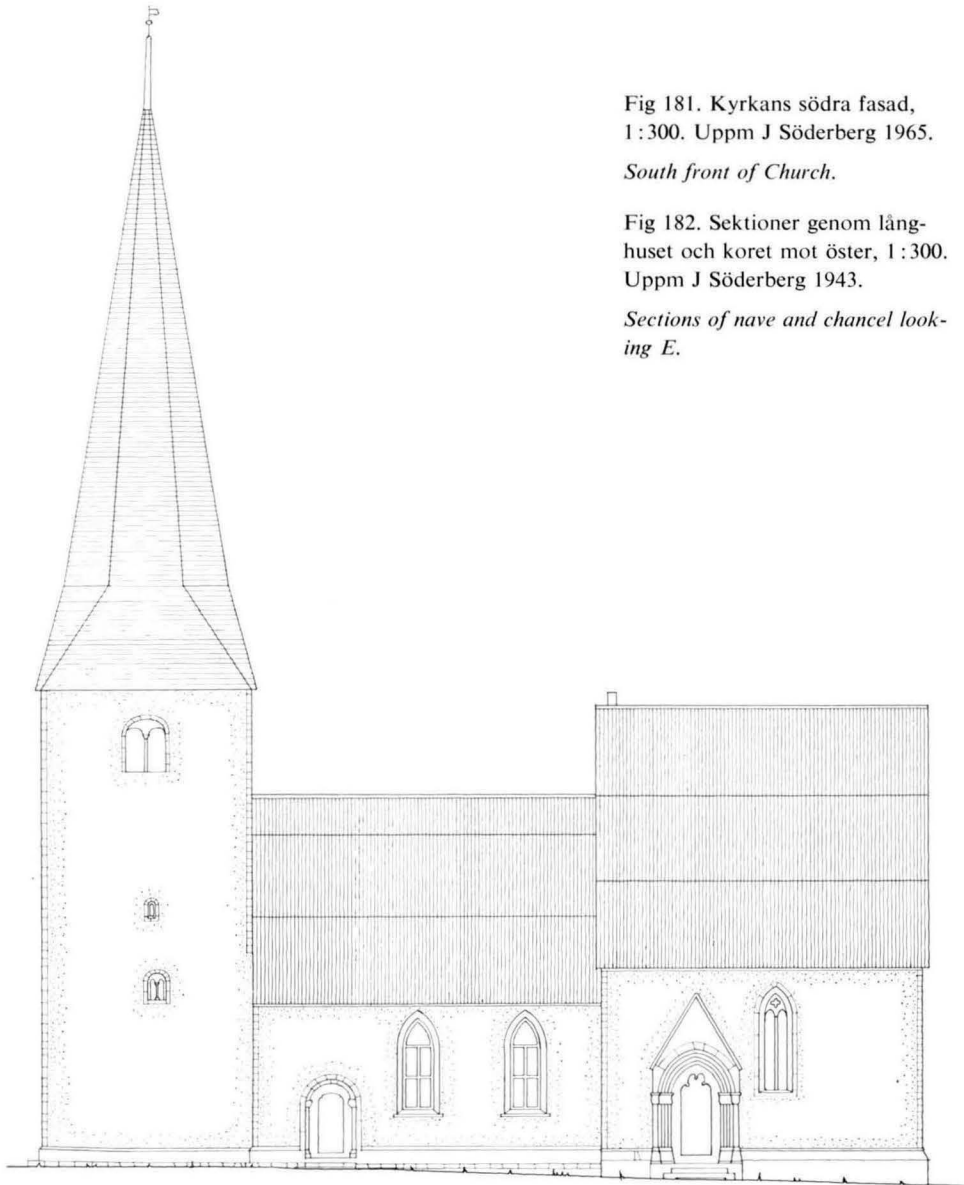 Fig 181. Kyrkans södra fasad,
1:300. Uppm J Söderberg 1965.
South front of Church.
Fig 182. Sektioner genom lång-
huset och koret mot öster, 1:300.
Uppm J Söderberg 1943.
Sections of nave and chancel look-
ing E.